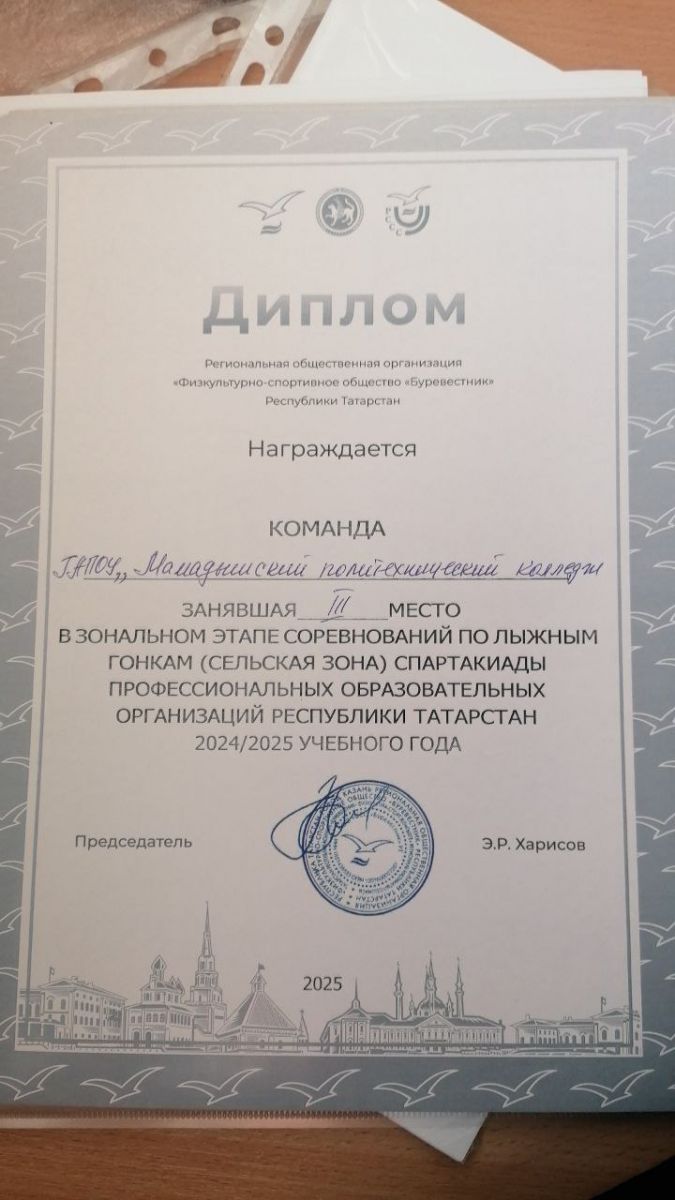 Диплом
Региональная общественная организация
«Физкультурно-спортивное общество «Буревестник»
Республики Татарстан
Награждается
КОМАНДА
ГАПОУ „Мамадышский политехнический колледж
ЗАНЯВШАЯ III МЕСТО
В ЗОНАЛЬНОМ ЭТАПЕ СОРЕВНОВАНИЙ ПО ЛЫЖНЫМ
ГОНКАМ (СЕЛЬСКАЯ ЗОНА) СПАРТАКИАДЫ
ПРОФЕССИОНАЛЬНЫХ ОБРАЗОВАТЕЛЬНЫХ
ОРГАНИЗАЦИЙ РЕСПУБЛИКИ ТАТАРСТАН
2024/2025 УЧЕБНОГО ГОДА
Председатель
Э.Р. Харисов
2025